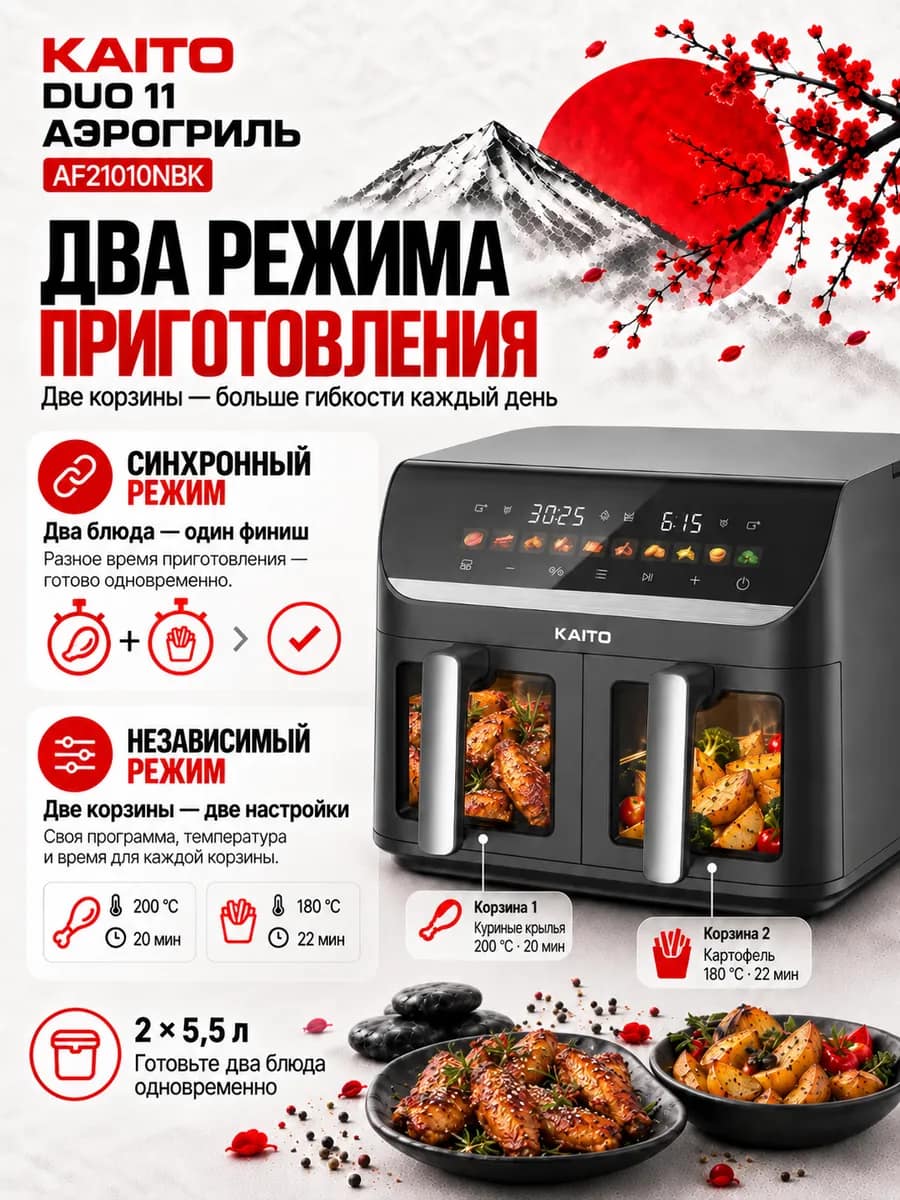 KAITO
DUO 11
АЭРОГРИЛЬ
AF21010NBK
ДВА РЕЖИМА
ПРИГОТОВЛЕНИЯ
Две корзины — больше гибкости каждый день
СИНХРОННЫЙ
РЕЖИМ
Два блюда — один финиш
Разное время приготовления —
готово одновременно.
30:25
6:15
KAITO
НЕЗАВИСИМЫЙ
РЕЖИМ
Две корзины — две настройки
Своя программа, температура
и время для каждой корзины.
200 °C
20 мин
180 °C
22 мин
Корзина 1
Куриные крылья
200 °C · 20 мин
Корзина 2
Картофель
180 °C · 22 мин
2 × 5,5 л
Готовьте два блюда
одновременно